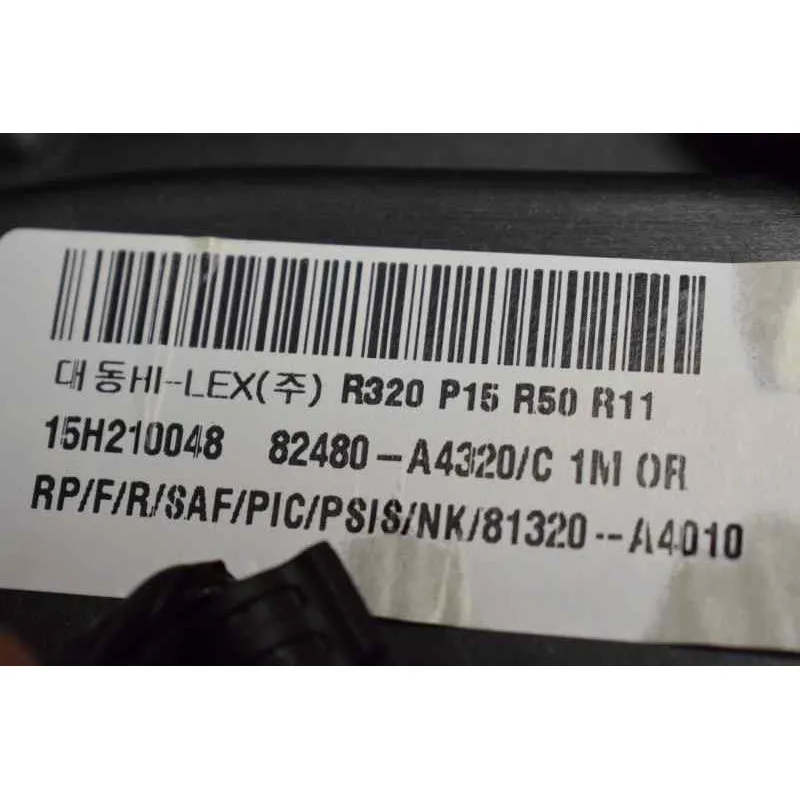 대동HI-LEX(주) R320 P15 R50 R11
15H210048 82480-A4320/C 1M OR
RP/F/R/SAF/PIC/PSIS/NK/81320--A4010